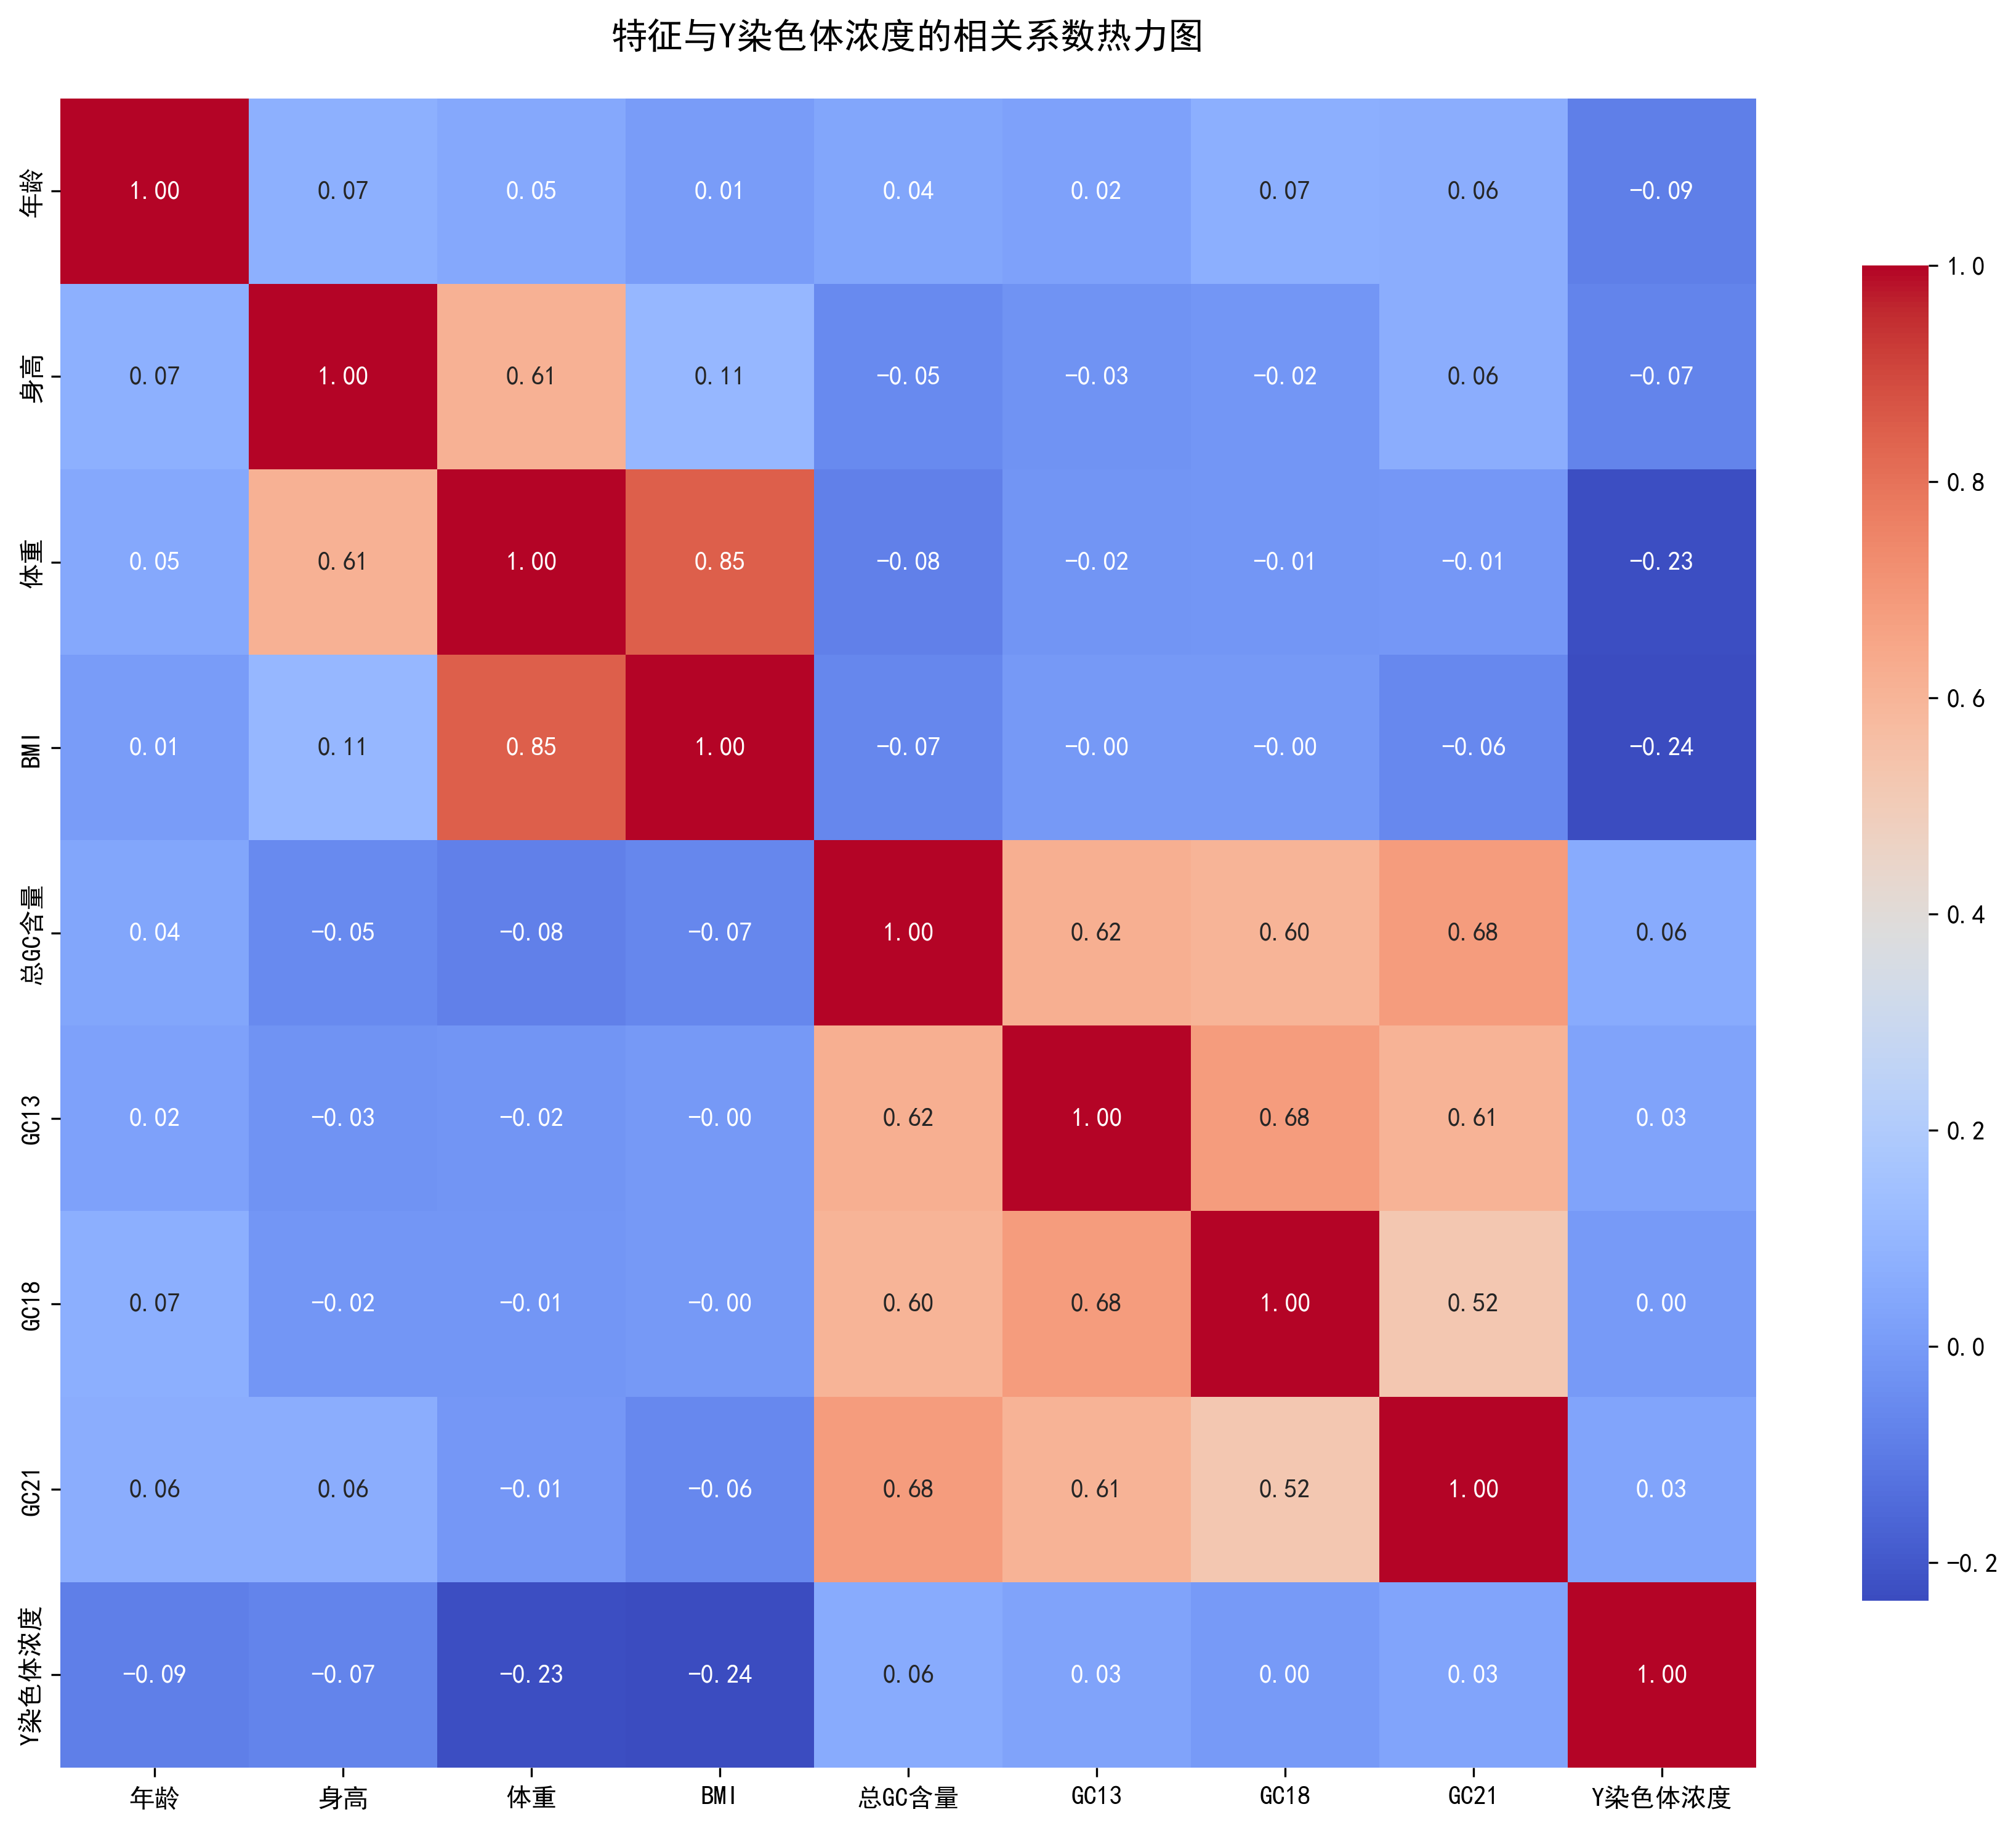 特征与Y染色体浓度的相关系数热力图
年龄 1.00 0.07 0.05 0.01 0.04 0.02 0.07 0.06 −0.09
身高 0.07 1.00 0.61 0.11 −0.05 −0.03 −0.02 0.06 −0.07
体重 0.05 0.61 1.00 0.85 −0.08 −0.02 −0.01 −0.01 −0.23
BMI 0.01 0.11 0.85 1.00 −0.07 −0.00 −0.00 −0.06 −0.24
总GC含量 0.04 −0.05 −0.08 −0.07 1.00 0.62 0.60 0.68 0.06
GC13 0.02 −0.03 −0.02 −0.00 0.62 1.00 0.68 0.61 0.03
GC18 0.07 −0.02 −0.01 −0.00 0.60 0.68 1.00 0.52 0.00
GC21 0.06 0.06 −0.01 −0.06 0.68 0.61 0.52 1.00 0.03
Y染色体浓度 −0.09 −0.07 −0.23 −0.24 0.06 0.03 0.00 0.03 1.00
年龄 身高 体重 BMI 总GC含量 GC13 GC18 GC21 Y染色体浓度
1.0
0.8
0.6
0.4
0.2
0.0
−0.2